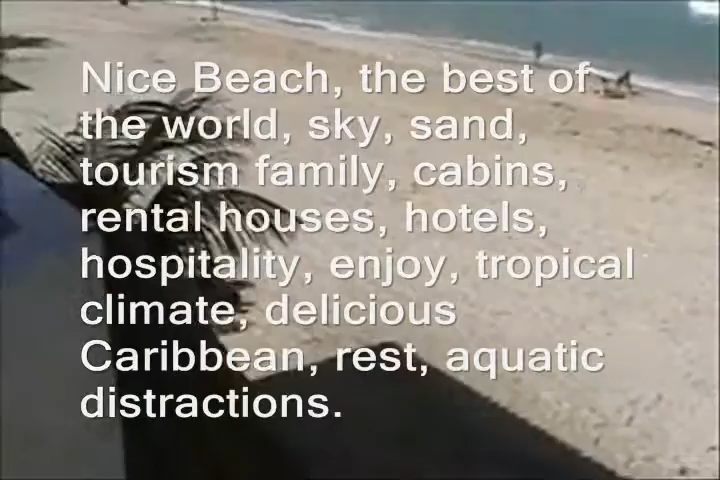 Nice Beach, the best of
the world, sky, sand,
tourism family, cabins,
rental houses, hotels,
hospitality, enjoy, tropical
climate, delicious
Caribbean, rest, aquatic
distractions.